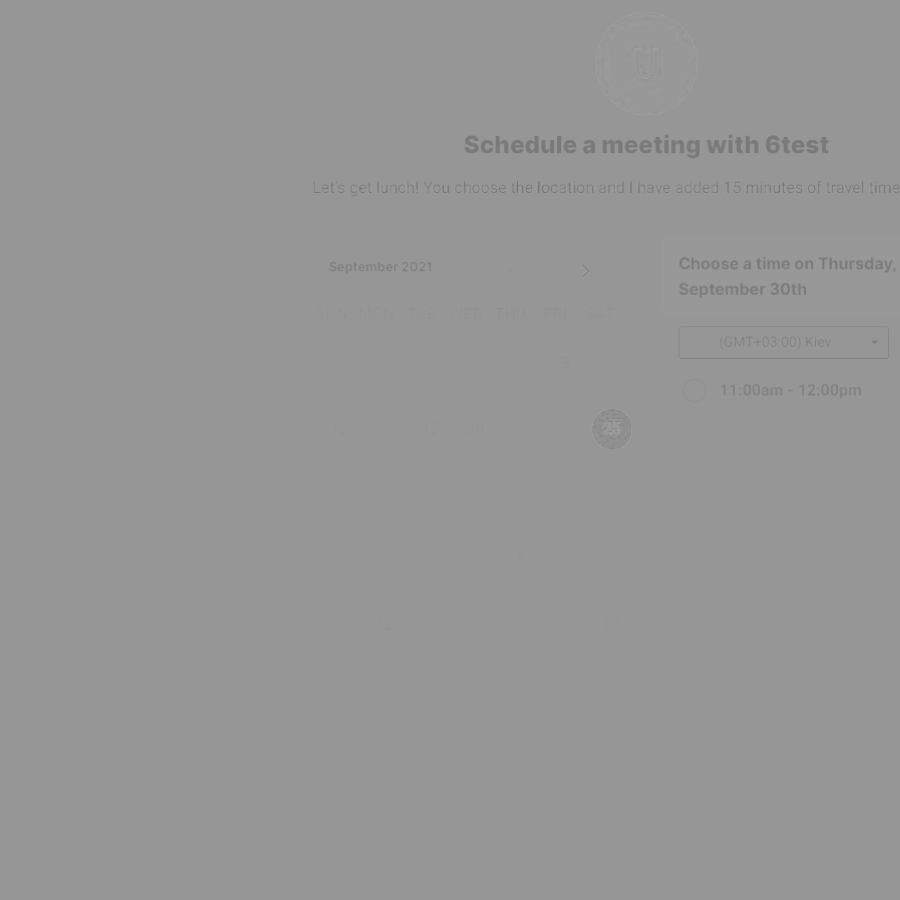 Schedule a meeting with 6test
Let's get lunch! You choose the location and I have added 15 minutes of travel time
September 2021
Choose a time on Thursday,
September 30th
SUN MON TUE WED THU FRI SAT
(GMT+03:00) Kiev
11:00am - 12:00pm
25